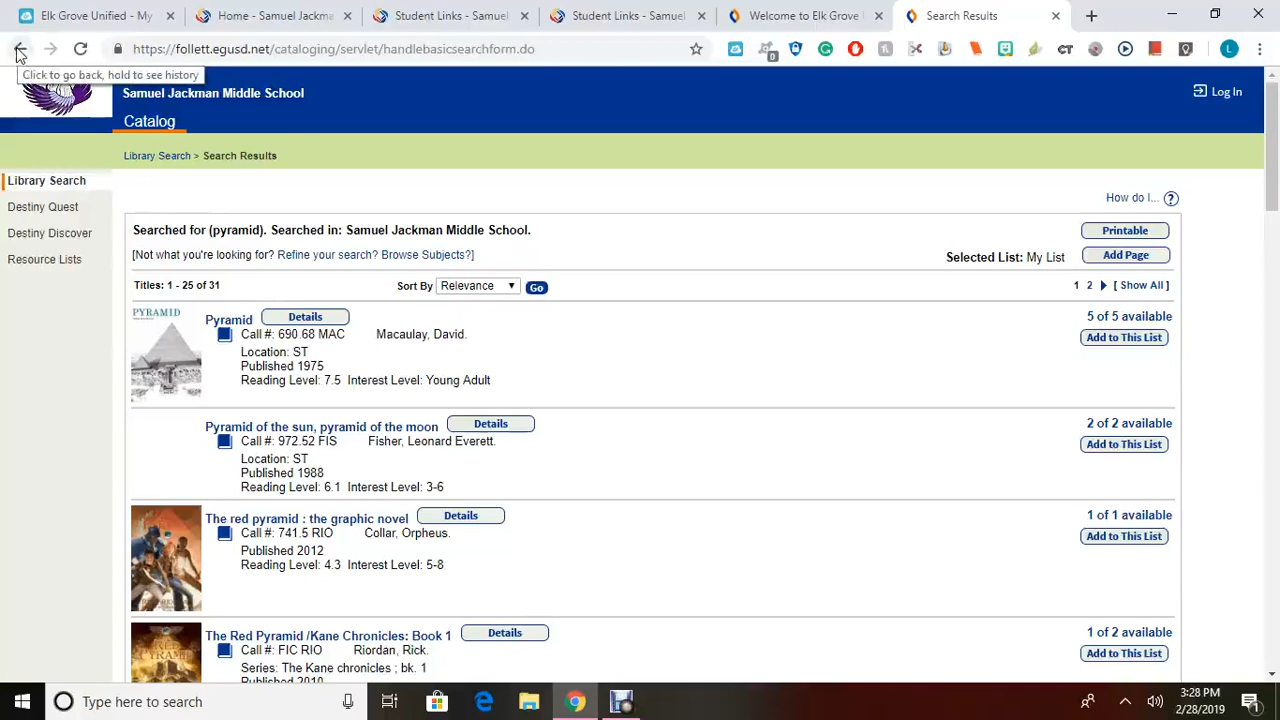 Elk Grove Unified - My
Home - Samuel Jackma
Student Links - Samuel
Student Links - Samuel
Welcome to Elk Grove
Search Results
https://follett.egusd.net/cataloging/servlet/handlebasicsearchform.do
0
CT
L
Click to go back, hold to see history
Samuel Jackman Middle School
Log In
Catalog
Library Search > Search Results
Library Search
Destiny Quest
Destiny Discover
Resource Lists
How do I... ?
Searched for (pyramid). Searched in: Samuel Jackman Middle School.
Printable
[Not what you're looking for? Refine your search? Browse Subjects?]
Selected List: My List
Add Page
Titles: 1 - 25 of 31
Sort By Relevance Go
1 2 [ Show All ]
PYRAMID
Pyramid Details
5 of 5 available
Call #: 690.68 MAC Macaulay, David.
Add to This List
Location: ST
Published 1975
Reading Level: 7.5 Interest Level: Young Adult
Pyramid of the sun, pyramid of the moon Details
2 of 2 available
Call #: 972.52 FIS Fisher, Leonard Everett.
Add to This List
Location: ST
Published 1988
Reading Level: 6.1 Interest Level: 3-6
The red pyramid : the graphic novel Details
1 of 1 available
Call #: 741.5 RIO Collar, Orpheus.
Add to This List
Published 2012
Reading Level: 4.3 Interest Level: 5-8
The Red Pyramid /Kane Chronicles: Book 1 Details
1 of 2 available
Call #: FIC RIO Riordan, Rick.
Add to This List
Series: The Kane chronicles ; bk. 1
Published 2010
Type here to search
3:28 PM
2/28/2019
1